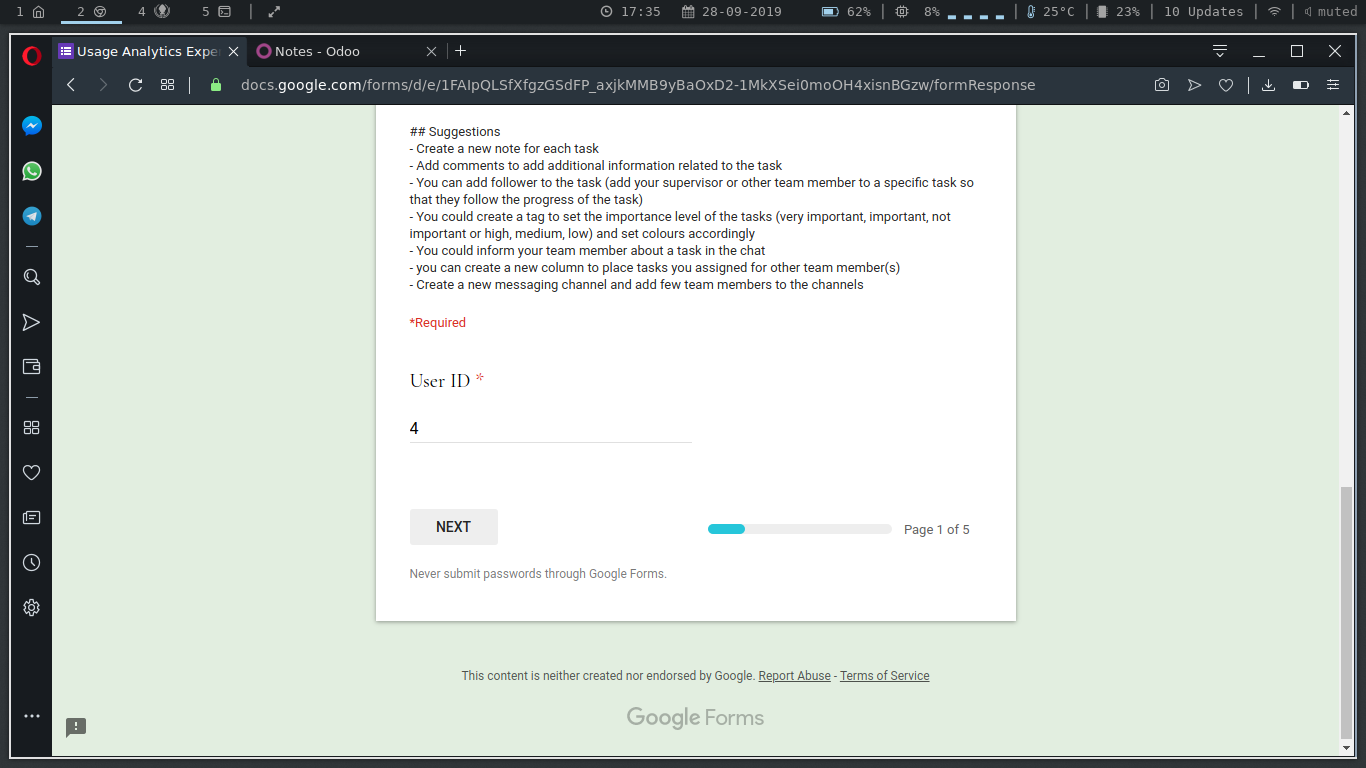 1 2 4 5 17:35 28-09-2019 62% 8% 25°C 23% 10 Updates muted
Usage Analytics Expe Notes - Odoo
docs.google.com/forms/d/e/1FAIpQLSfXfgzGSdFP_axjkMMB9yBaOxD2-1MkXSei0moOH4xisnBGzw/formResponse
## Suggestions
- Create a new note for each task
- Add comments to add additional information related to the task
- You can add follower to the task (add your supervisor or other team member to a specific task so
that they follow the progress of the task)
- You could create a tag to set the importance level of the tasks (very important, important, not
important or high, medium, low) and set colours accordingly
- You could inform your team member about a task in the chat
- you can create a new column to place tasks you assigned for other team member(s)
- Create a new messaging channel and add few team members to the channels
*Required
User ID *
4
NEXT
Page 1 of 5
Never submit passwords through Google Forms.
This content is neither created nor endorsed by Google. Report Abuse - Terms of Service
Google Forms